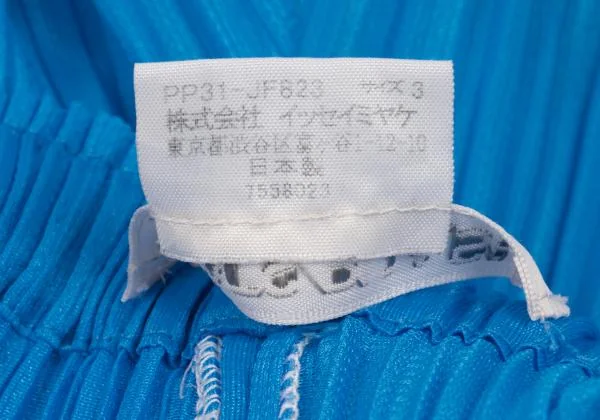 PP31-JF623 サイズ 3
株式会社 イッセイミヤケ
東京都渋谷区富ヶ谷1-12-10
日本製
7558023